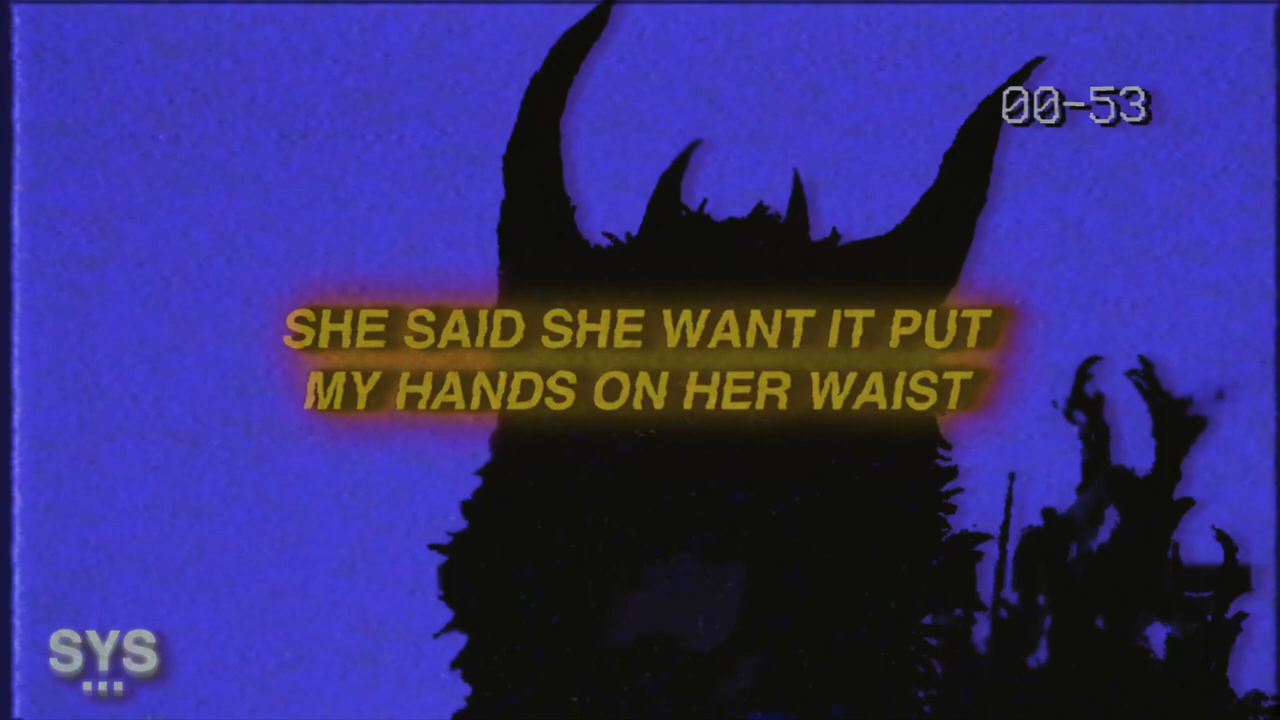 00-53
SHE SAID SHE WANT IT PUT
MY HANDS ON HER WAIST
SYS